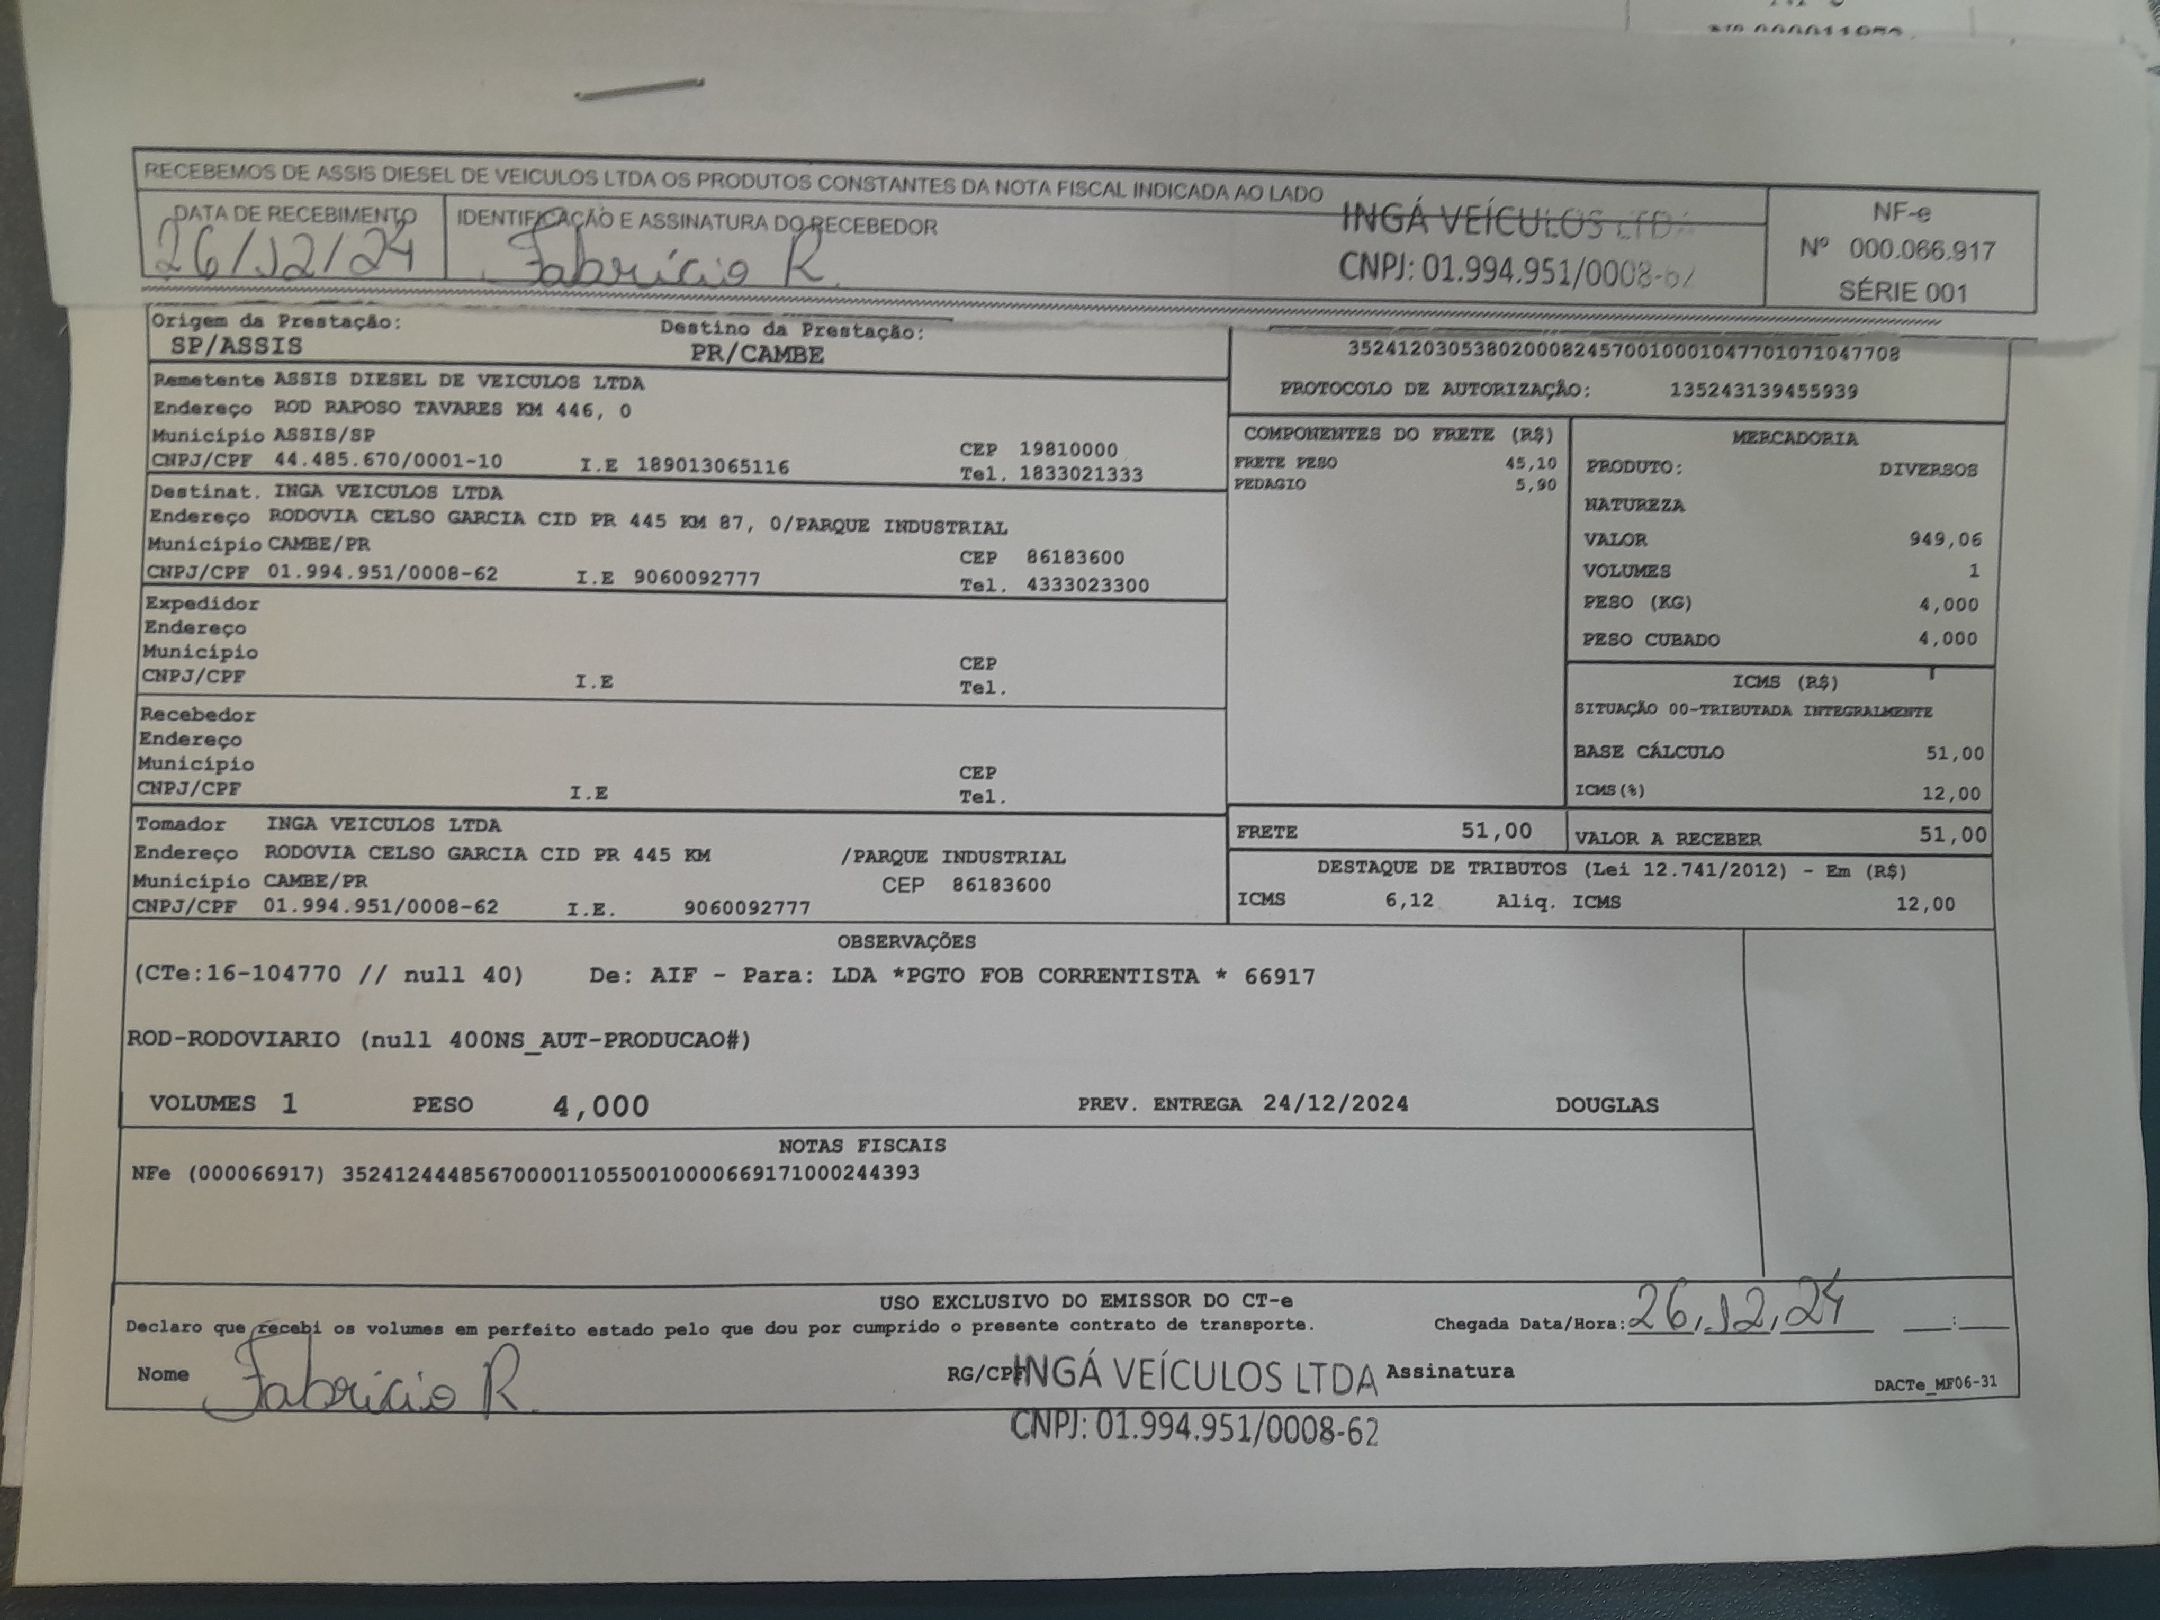 RECEBEMOS DE ASSIS DIESEL DE VEICULOS LTDA OS PRODUTOS CONSTANTES DA NOTA FISCAL INDICADA AO LADO
DATA DE RECEBIMENTO
26/12/24
IDENTIFICAÇÃO E ASSINATURA DO RECEBEDOR
Fabrício R.
INGÁ VEÍCULOS LTDA
CNPJ: 01.994.951/0008-62
NF-e
Nº 000.066.917
SÉRIE 001
Origem da Prestação:
SP/ASSIS
Destino da Prestação:
PR/CAMBE
35241203053802000824570010001047701071047708
PROTOCOLO DE AUTORIZAÇÃO: 135243139455939
Remetente ASSIS DIESEL DE VEICULOS LTDA
Endereço ROD RAPOSO TAVARES KM 446, 0
Município ASSIS/SP CEP 19810000
CNPJ/CPF 44.485.670/0001-10 I.E 189013065116 Tel. 1833021333
Destinat. INGA VEICULOS LTDA
Endereço RODOVIA CELSO GARCIA CID PR 445 KM 87, 0/PARQUE INDUSTRIAL
Município CAMBE/PR CEP 86183600
CNPJ/CPF 01.994.951/0008-62 I.E 9060092777 Tel. 4333023300
Expedidor
Endereço
Município CEP
CNPJ/CPF I.E Tel.
Recebedor
Endereço
Município CEP
CNPJ/CPF I.E Tel.
Tomador INGA VEICULOS LTDA
Endereço RODOVIA CELSO GARCIA CID PR 445 KM /PARQUE INDUSTRIAL
Município CAMBE/PR CEP 86183600
CNPJ/CPF 01.994.951/0008-62 I.E. 9060092777
COMPONENTES DO FRETE (R$)
FRETE PESO 45,10
PEDAGIO 5,90
MERCADORIA
PRODUTO: DIVERSOS
NATUREZA
VALOR 949,06
VOLUMES 1
PESO (KG) 4,000
PESO CUBADO 4,000
ICMS (R$)
SITUAÇÃO 00-TRIBUTADA INTEGRALMENTE
BASE CÁLCULO 51,00
ICMS(%) 12,00
FRETE 51,00
VALOR A RECEBER 51,00
DESTAQUE DE TRIBUTOS (Lei 12.741/2012) - Em (R$)
ICMS 6,12 Aliq. ICMS 12,00
OBSERVAÇÕES
(CTe:16-104770 // null 40) De: AIF - Para: LDA *PGTO FOB CORRENTISTA * 66917
ROD-RODOVIARIO (null 400NS_AUT-PRODUCAO#)
VOLUMES 1 PESO 4,000 PREV. ENTREGA 24/12/2024 DOUGLAS
NOTAS FISCAIS
NFe (000066917) 35241244485670000110550010000669171000244393
USO EXCLUSIVO DO EMISSOR DO CT-e
Declaro que recebi os volumes em perfeito estado pelo que dou por cumprido o presente contrato de transporte.
Chegada Data/Hora: 26/12/24 __:__
Nome Fabricio R. RG/CPF INGÁ VEÍCULOS LTDA Assinatura
DACTe_MF06-31
CNPJ: 01.994.951/0008-62